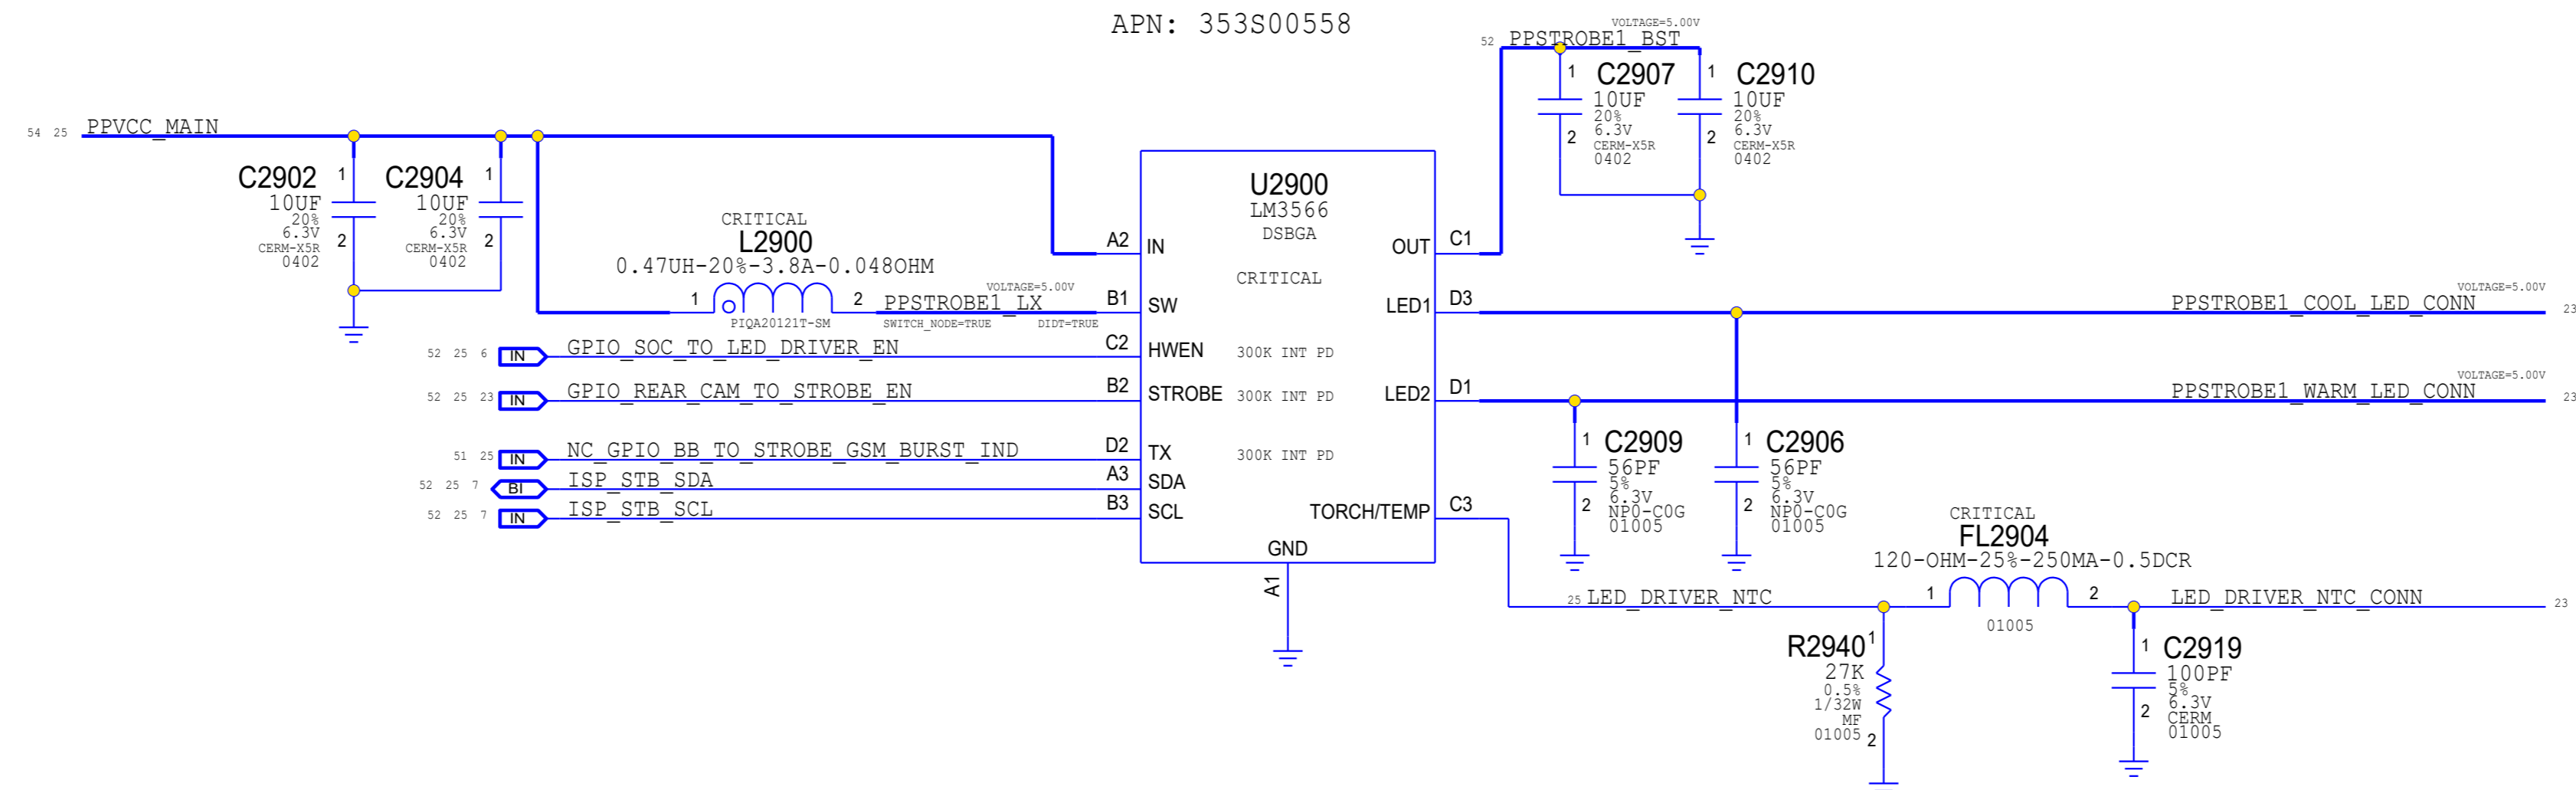 APN: 353S00558
VOLTAGE=5.00V
52 PPSTROBE1_BST
1 C2907
10UF
20%
6.3V
2
CERM-X5R
0402
1 C2910
10UF
20%
6.3V
2
CERM-X5R
0402
54 25 PPVCC_MAIN
C2902 1
10UF
20%
6.3V
2
CERM-X5R
0402
C2904 1
10UF
20%
6.3V
2
CERM-X5R
0402
CRITICAL
L2900
0.47UH-20%-3.8A-0.048OHM
1
2
PIQA20121T-SM
VOLTAGE=5.00V
PPSTROBE1_LX
SWITCH_NODE=TRUE DIDT=TRUE
U2900
LM3566
DSBGA
CRITICAL
A2 IN
B1 SW
C2 HWEN 300K INT PD
B2 STROBE 300K INT PD
D2 TX 300K INT PD
A3 SDA
B3 SCL
GND
A1
OUT C1
LED1 D3
LED2 D1
TORCH/TEMP C3
52 25 6 IN GPIO_SOC_TO_LED_DRIVER_EN
52 25 23 IN GPIO_REAR_CAM_TO_STROBE_EN
51 25 IN NC_GPIO_BB_TO_STROBE_GSM_BURST_IND
52 25 7 BI ISP_STB_SDA
52 25 7 IN ISP_STB_SCL
VOLTAGE=5.00V
PPSTROBE1_COOL_LED_CONN 23
VOLTAGE=5.00V
PPSTROBE1_WARM_LED_CONN 23
1 C2909
56PF
5%
2 6.3V
NP0-C0G
01005
1 C2906
56PF
5%
2 6.3V
NP0-C0G
01005
CRITICAL
FL2904
120-OHM-25%-250MA-0.5DCR
25 LED_DRIVER_NTC
1
2
01005
LED_DRIVER_NTC_CONN 23
R2940 1
27K
0.5%
1/32W
MF
01005 2
1 C2919
100PF
5%
2 6.3V
CERM
01005